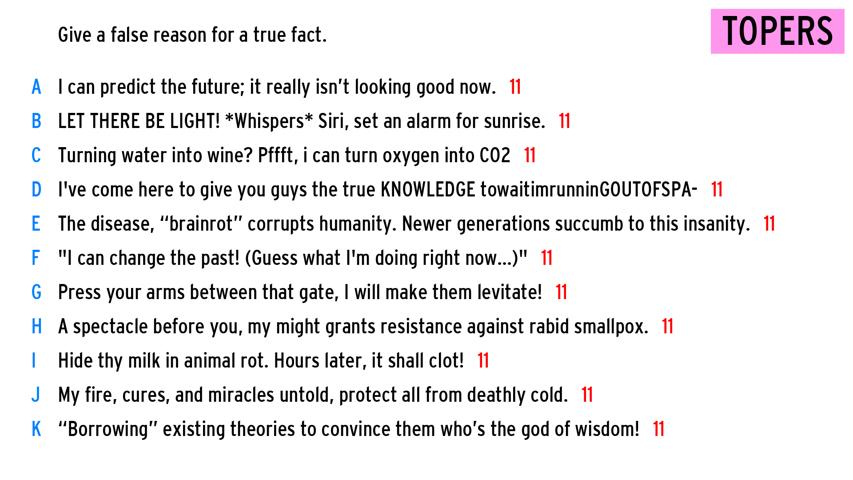 Give a false reason for a true fact.
TOPERS
A I can predict the future; it really isn't looking good now. 11
B LET THERE BE LIGHT! *Whispers* Siri, set an alarm for sunrise. 11
C Turning water into wine? Pffft, i can turn oxygen into CO2 11
D I've come here to give you guys the true KNOWLEDGE towaitimrunninGOUTOFSPA- 11
E The disease, “brainrot” corrupts humanity. Newer generations succumb to this insanity. 11
F "I can change the past! (Guess what I'm doing right now...)" 11
G Press your arms between that gate, I will make them levitate! 11
H A spectacle before you, my might grants resistance against rabid smallpox. 11
I Hide thy milk in animal rot. Hours later, it shall clot! 11
J My fire, cures, and miracles untold, protect all from deathly cold. 11
K “Borrowing” existing theories to convince them who's the god of wisdom! 11